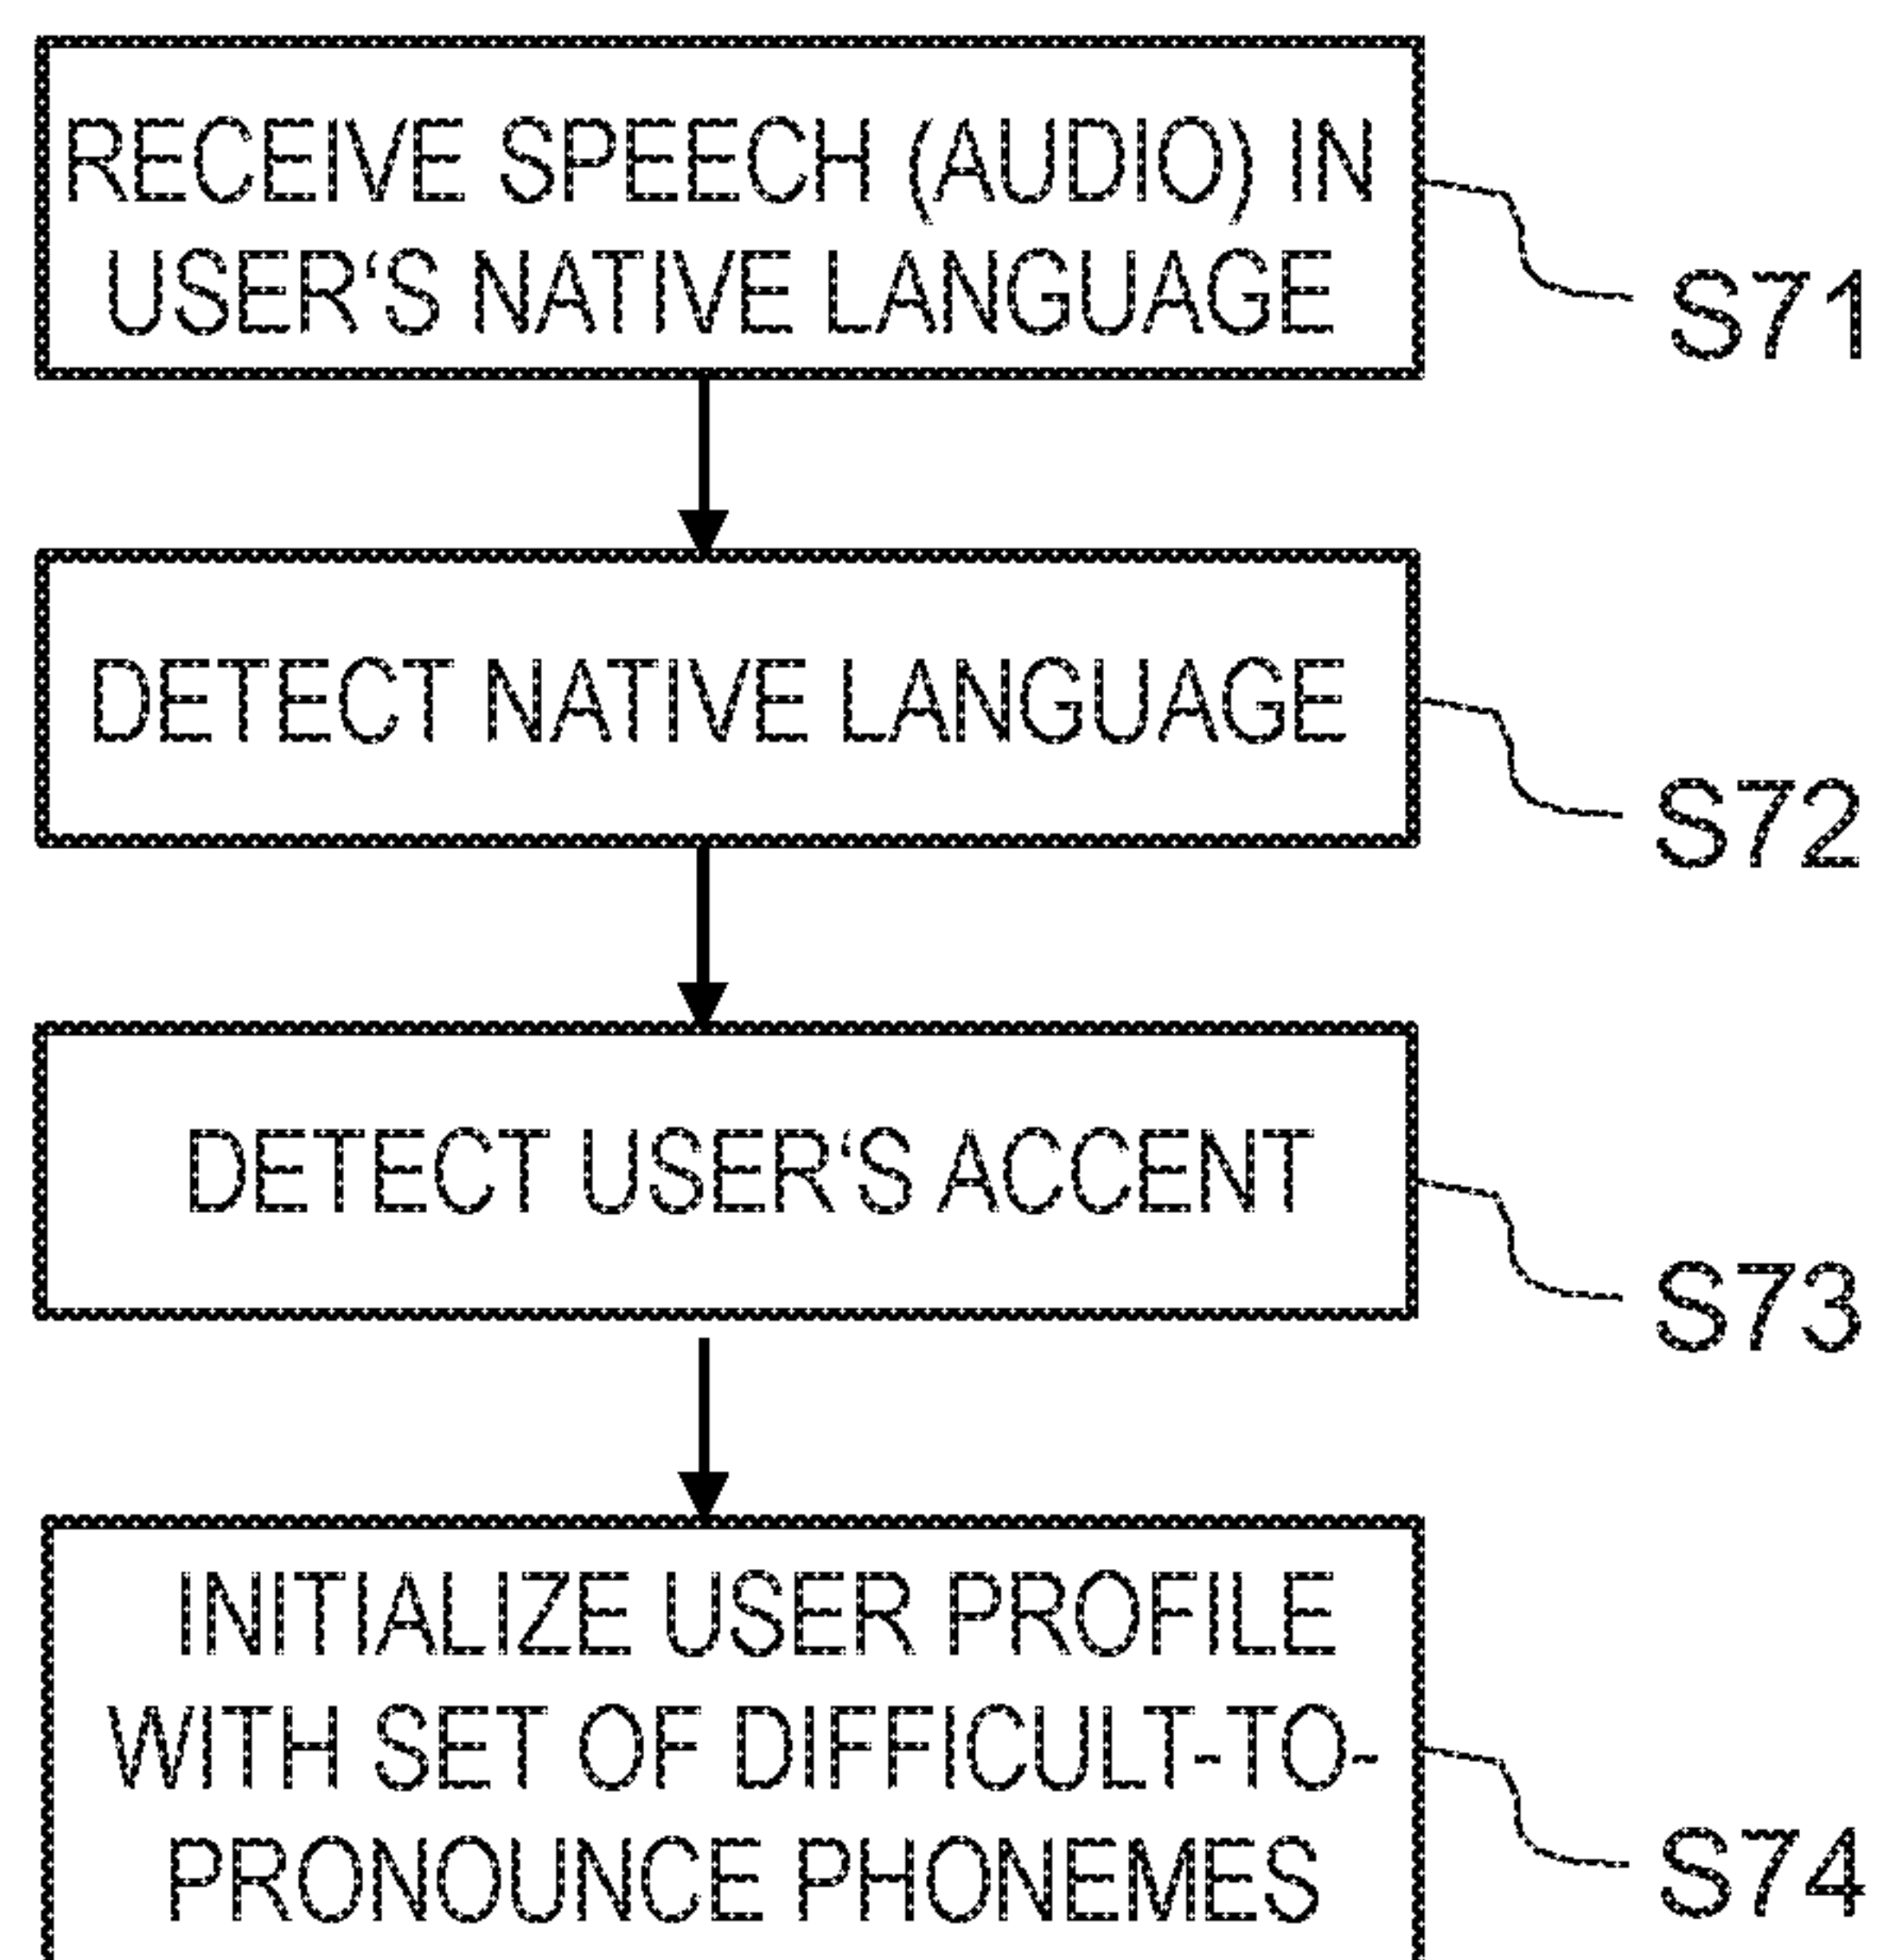 RECEIVE SPEECH (AUDIO) IN
USER‘S NATIVE LANGUAGE
S71
DETECT NATIVE LANGUAGE
S72
DETECT USER‘S ACCENT
S73
INITIALIZE USER PROFILE
WITH SET OF DIFFICULT-TO-
PRONOUNCE PHONEMES
S74